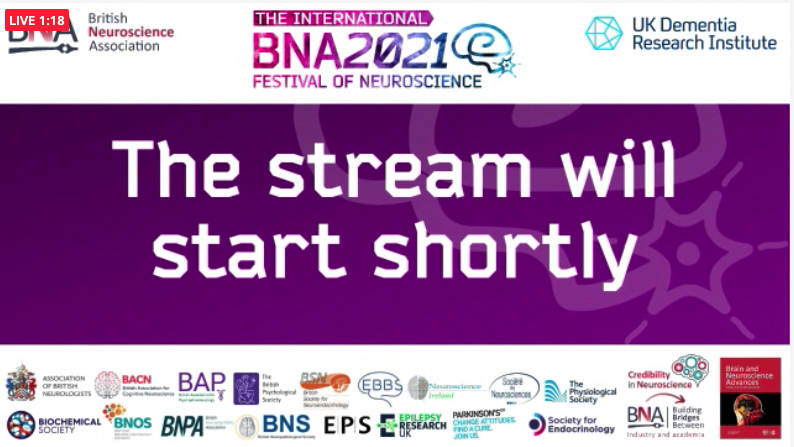 LIVE 1:18
BNA
British
Neuroscience
Association
THE INTERNATIONAL
BNA2021
FESTIVAL OF NEUROSCIENCE
UK Dementia
Research Institute
The stream will
start shortly
ASSOCIATION
OF BRITISH
NEUROLOGISTS
BACN
British Association for
Cognitive Neuroscience
BAP
The
British
Psychological
Society
BSN
British
Society for
Neuroendocrinology
EBBS
Neuroscience
Ireland
Société
Neurosciences
The
Physiological
Society
Credibility
in Neuroscience
Brain and
Neuroscience
Advances
BIOCHEMICAL
SOCIETY
BNOS
BNPA
BNS
EPS
EPILEPSY
RESEARCH
UK
PARKINSON'S
CHANGE ATTITUDES.
FIND A CURE.
JOIN US.
Society for
Endocrinology
BNA
Building
Bridges
Between
industry and academia